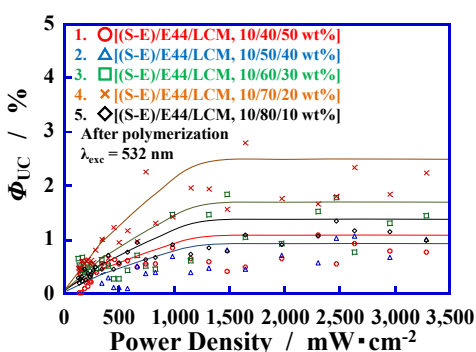 5
4
3
2
1
0
ΦUC / %
1. [(S-E)/E44/LCM, 10/40/50 wt%]
2. [(S-E)/E44/LCM, 10/50/40 wt%]
3. [(S-E)/E44/LCM, 10/60/30 wt%]
4. [(S-E)/E44/LCM, 10/70/20 wt%]
5. [(S-E)/E44/LCM, 10/80/10 wt%]
After polymerization
λexc = 532 nm
0 500 1,000 1,500 2,000 2,500 3,000 3,500
Power Density / mW・cm-2